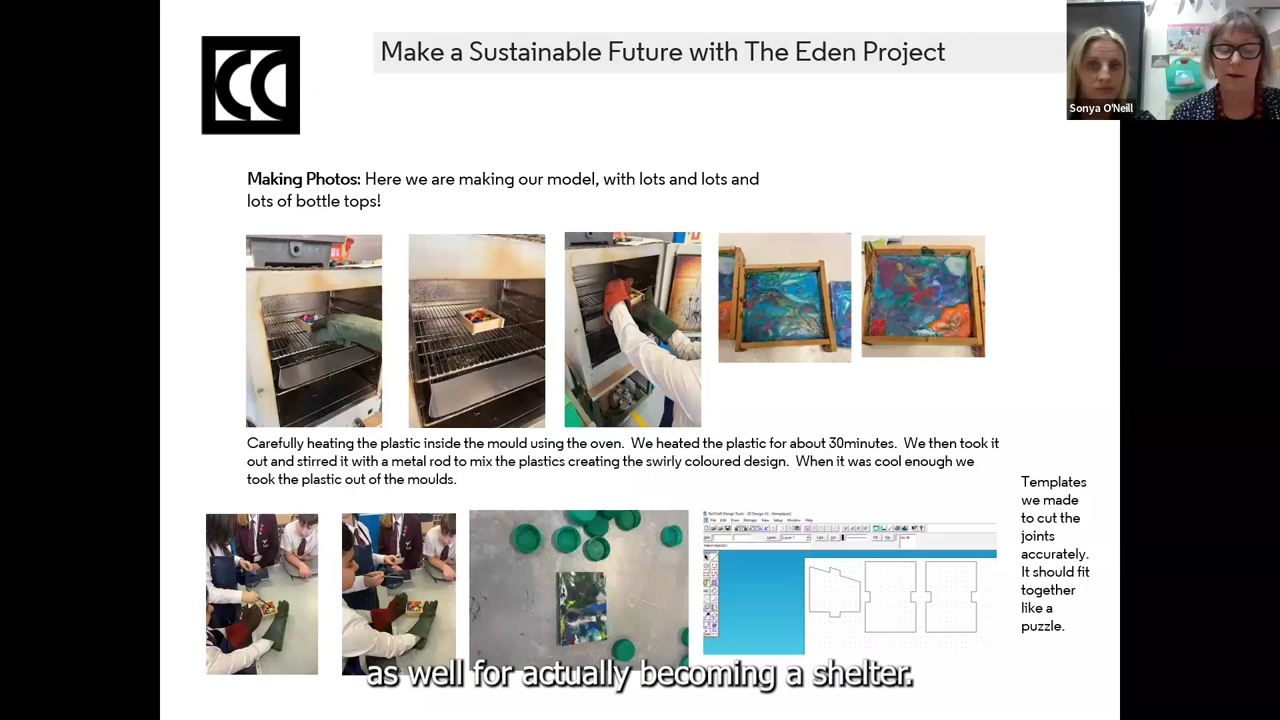 Make a Sustainable Future with The Eden Project
Sonya O'Neill
Making Photos: Here we are making our model, with lots and lots and
lots of bottle tops!
Carefully heating the plastic inside the mould using the oven.  We heated the plastic for about 30minutes.  We then took it
out and stirred it with a metal rod to mix the plastics creating the swirly coloured design.  When it was cool enough we
took the plastic out of the moulds.
Templates
we made
to cut the
joints
accurately.
It should fit
together
like a
puzzle.
as well for actually becoming a shelter.